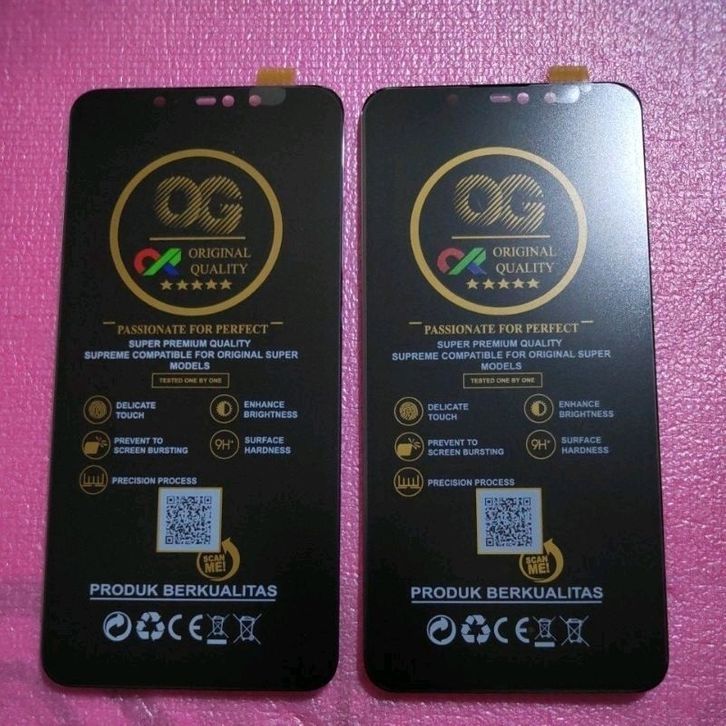 OG
ORIGINAL
QUALITY
PASSIONATE FOR PERFECT
SUPER PREMIUM QUALITY
SUPREME COMPATIBLE FOR ORIGINAL SUPER
MODELS
TESTED ONE BY ONE
DELICATE
TOUCH
ENHANCE
BRIGHTNESS
PREVENT TO
SCREEN BURSTING
9H+
SURFACE
HARDNESS
PRECISION PROCESS
SCAN
ME!
PRODUK BERKUALITAS
CE
OG
ORIGINAL
QUALITY
PASSIONATE FOR PERFECT
SUPER PREMIUM QUALITY
SUPREME COMPATIBLE FOR ORIGINAL SUPER
MODELS
TESTED ONE BY ONE
DELICATE
TOUCH
ENHANCE
BRIGHTNESS
PREVENT TO
SCREEN BURSTING
9H+
SURFACE
HARDNESS
PRECISION PROCESS
SCAN
ME!
PRODUK BERKUALITAS
CE